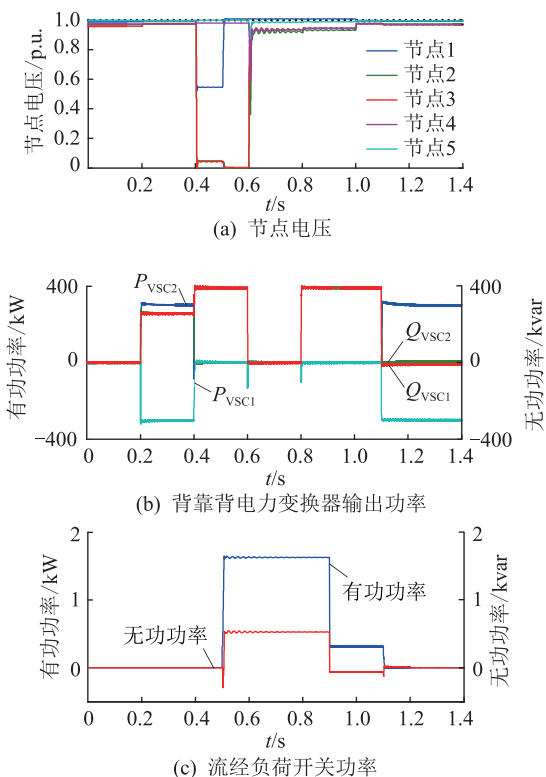 节点电压/p.u.
1.0
0.8
0.6
0.4
0.2
0
节点1
节点2
节点3
节点4
节点5
0 0.2 0.4 0.6 0.8 1.0 1.2 1.4
t/s
(a) 节点电压
有功功率/kW
400
0
−400
P_VSC2
P_VSC1
Q_VSC2
Q_VSC1
400
0
−400
无功功率/kvar
0 0.2 0.4 0.6 0.8 1.0 1.2 1.4
t/s
(b) 背靠背电力变换器输出功率
有功功率/kW
2
1
0
无功功率
有功功率
2
1
0
无功功率/kvar
0 0.2 0.4 0.6 0.8 1.0 1.2 1.4
t/s
(c) 流经负荷开关功率